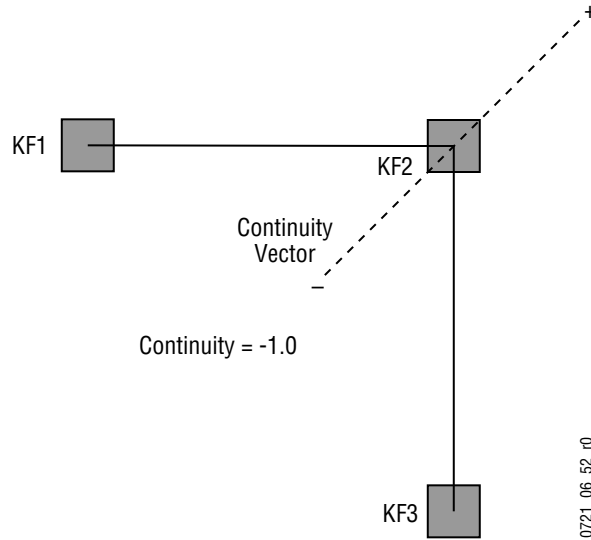 +
KF1
KF2
Continuity
Vector
–
Continuity = -1.0
KF3
0721_06_52_r0